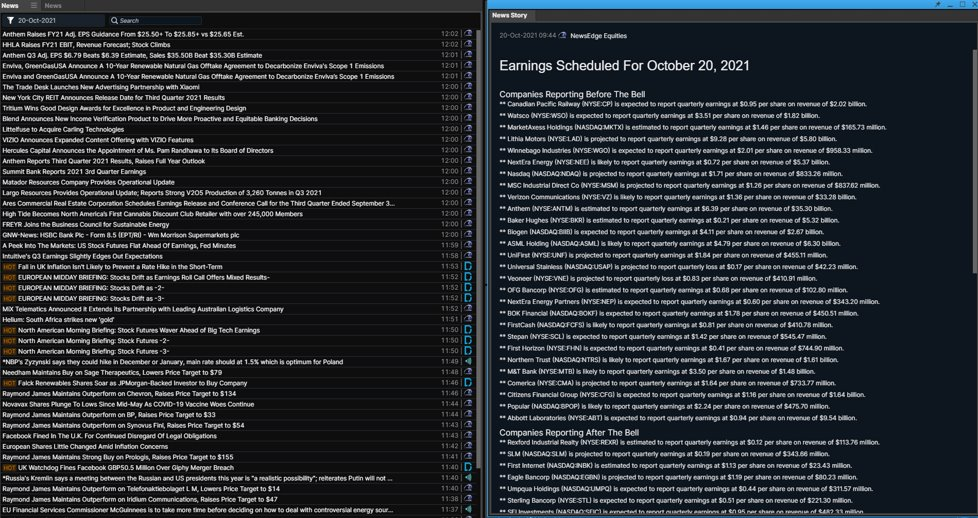 News
News
20-Oct-2021
Search
Anthem Raises FY21 Adj. EPS Guidance From $25.50+ To $25.85+ vs $25.65 Est. 12:02
HHLA Raises FY21 EBIT, Revenue Forecast; Stock Climbs 12:02
Anthem Q3 Adj. EPS $6.79 Beats $6.39 Estimate, Sales $35.50B Beat $35.30B Estimate 12:01
Enviva, GreenGasUSA Announce A 10-Year Renewable Natural Gas Offtake Agreement to Decarbonize Enviva's Scope 1 Emissions 12:00
Enviva and GreenGasUSA Announce A 10-Year Renewable Natural Gas Offtake Agreement to Decarbonize Enviva's Scope 1 Emissions 12:00
The Trade Desk Launches New Advertising Partnership with Xiaomi 12:00
New York City REIT Announces Release Date for Third Quarter 2021 Results 12:00
Tritium Wins Good Design Awards for Excellence in Product and Engineering Design 12:00
Blend Announces New Income Verification Product to Drive More Proactive and Equitable Banking Decisions 12:00
Littelfuse to Acquire Carling Technologies 12:00
VIZIO Announces Expanded Content Offering with VIZIO Features 12:00
Hercules Capital Announces the Appointment of Ms. Pam Randhawa to Its Board of Directors 12:00
Anthem Reports Third Quarter 2021 Results, Raises Full Year Outlook 12:00
Summit Bank Reports 2021 3rd Quarter Earnings 12:00
Matador Resources Company Provides Operational Update 12:00
Largo Resources Provides Operational Update; Reports Strong V2O5 Production of 3,260 Tonnes in Q3 2021 12:00
Ares Commercial Real Estate Corporation Schedules Earnings Release and Conference Call for the Third Quarter Ended September 3... 12:00
High Tide Becomes North America's First Cannabis Discount Club Retailer with over 245,000 Members 12:00
FREYR Joins the Business Council for Sustainable Energy 12:00
GNW-News: HSBC Bank Plc - Form 8.5 (EPT/RI) - Wm Morrison Supermarkets plc 12:00
A Peek Into The Markets: US Stock Futures Flat Ahead Of Earnings, Fed Minutes 11:59
Intuitive's Q3 Earnings Slightly Edges Out Expectations 11:58
HOT Fall in UK Inflation Isn't Likely to Prevent a Rate Hike in the Short-Term 11:53
HOT EUROPEAN MIDDAY BRIEFING: Stocks Drift as Earnings Roll Call Offers Mixed Results- 11:52
HOT EUROPEAN MIDDAY BRIEFING: Stocks Drift as -2- 11:52
HOT EUROPEAN MIDDAY BRIEFING: Stocks Drift as -3- 11:52
MIX Telematics Announced it Extends its Partnership with Leading Australian Logistics Company 11:52
Helium: South Africa strikes new 'gold' 11:51
HOT North American Morning Briefing: Stock Futures Waver Ahead of Big Tech Earnings 11:50
HOT North American Morning Briefing: Stock Futures -2- 11:50
HOT North American Morning Briefing: Stock Futures -3- 11:50
*NBP's Zyzynski says they could hike in December or January, main rate should at 1.5% which is optimum for Poland 11:49
Needham Maintains Buy on Sage Therapeutics, Lowers Price Target to $79 11:48
HOT Falck Renewables Shares Soar as JPMorgan-Backed Investor to Buy Company 11:46
Raymond James Maintains Outperform on Chevron, Raises Price Target to $134 11:46
Novavax Shares Plunge To Lows Since Mid-May As COVID-19 Vaccine Woes Continue 11:44
Raymond James Maintains Outperform on BP, Raises Price Target to $33 11:44
Raymond James Maintains Outperform on Synovus Finl, Raises Price Target to $54 11:43
Facebook Fined In The U.K. For Continued Disregard Of Legal Obligations 11:43
European Shares Little Changed Amid Inflation Concerns 11:42
Raymond James Maintains Strong Buy on Prologis, Raises Price Target to $155 11:41
HOT UK Watchdog Fines Facebook GBP50.5 Million Over Giphy Merger Breach 11:40
*Russia's Kremlin says a meeting between the Russian and US presidents this year is "a realistic possibility"; reiterates Putin will not ... 11:40
Raymond James Maintains Outperform on Telefonaktiebolaget L M, Lowers Price Target to $14 11:40
Raymond James Maintains Outperform on Iridium Communications, Raises Price Target to $47 11:38
EU Financial Services Commissioner McGuinness is to take more time before deciding on how to deal with controversial energy sour... 11:37
News Story
20-Oct-2021 09:44 NewsEdge Equities
Earnings Scheduled For October 20, 2021
Companies Reporting Before The Bell
** Canadian Pacific Railway (NYSE:CP) is expected to report quarterly earnings at $0.95 per share on revenue of $2.02 billion.
** Watsco (NYSE:WSO) is expected to report quarterly earnings at $3.51 per share on revenue of $1.82 billion.
** MarketAxess Holdings (NASDAQ:MKTX) is estimated to report quarterly earnings at $1.46 per share on revenue of $165.73 million.
** Lithia Motors (NYSE:LAD) is projected to report quarterly earnings at $9.28 per share on revenue of $5.80 billion.
** Winnebago Industries (NYSE:WGO) is expected to report quarterly earnings at $2.01 per share on revenue of $958.33 million.
** NextEra Energy (NYSE:NEE) is likely to report quarterly earnings at $0.72 per share on revenue of $5.37 billion.
** Nasdaq (NASDAQ:NDAQ) is projected to report quarterly earnings at $1.71 per share on revenue of $833.26 million.
** MSC Industrial Direct Co (NYSE:MSM) is projected to report quarterly earnings at $1.26 per share on revenue of $837.62 million.
** Verizon Communications (NYSE:VZ) is likely to report quarterly earnings at $1.36 per share on revenue of $33.28 billion.
** Anthem (NYSE:ANTM) is estimated to report quarterly earnings at $6.39 per share on revenue of $35.30 billion.
** Baker Hughes (NYSE:BKR) is estimated to report quarterly earnings at $0.21 per share on revenue of $5.32 billion.
** Biogen (NASDAQ:BIIB) is expected to report quarterly earnings at $4.11 per share on revenue of $2.67 billion.
** ASML Holding (NASDAQ:ASML) is likely to report quarterly earnings at $4.79 per share on revenue of $6.30 billion.
** UniFirst (NYSE:UNF) is expected to report quarterly earnings at $1.84 per share on revenue of $455.11 million.
** Universal Stainless (NASDAQ:USAP) is projected to report quarterly loss at $0.17 per share on revenue of $42.23 million.
** Veoneer (NYSE:VNE) is projected to report quarterly loss at $0.83 per share on revenue of $410.91 million.
** OFG Bancorp (NYSE:OFG) is estimated to report quarterly earnings at $0.68 per share on revenue of $102.80 million.
** NextEra Energy Partners (NYSE:NEP) is expected to report quarterly earnings at $0.60 per share on revenue of $343.20 million.
** BOK Financial (NASDAQ:BOKF) is expected to report quarterly earnings at $1.78 per share on revenue of $450.51 million.
** FirstCash (NASDAQ:FCFS) is likely to report quarterly earnings at $0.81 per share on revenue of $410.78 million.
** Stepan (NYSE:SCL) is expected to report quarterly earnings at $1.42 per share on revenue of $545.47 million.
** First Horizon (NYSE:FHN) is expected to report quarterly earnings at $0.41 per share on revenue of $744.90 million.
** Northern Trust (NASDAQ:NTRS) is likely to report quarterly earnings at $1.67 per share on revenue of $1.61 billion.
** M&T Bank (NYSE:MTB) is likely to report quarterly earnings at $3.50 per share on revenue of $1.48 billion.
** Comerica (NYSE:CMA) is projected to report quarterly earnings at $1.64 per share on revenue of $733.77 million.
** Citizens Financial Group (NYSE:CFG) is expected to report quarterly earnings at $1.16 per share on revenue of $1.64 billion.
** Popular (NASDAQ:BPOP) is likely to report quarterly earnings at $2.24 per share on revenue of $475.70 million.
** Abbott Laboratories (NYSE:ABT) is expected to report quarterly earnings at $0.94 per share on revenue of $9.54 billion.
Companies Reporting After The Bell
** Rexford Industrial Realty (NYSE:REXR) is estimated to report quarterly earnings at $0.12 per share on revenue of $113.76 million.
** SLM (NASDAQ:SLM) is projected to report quarterly earnings at $0.19 per share on revenue of $343.66 million.
** First Internet (NASDAQ:INBK) is estimated to report quarterly earnings at $1.13 per share on revenue of $23.43 million.
** Eagle Bancorp (NASDAQ:EGBN) is projected to report quarterly earnings at $1.19 per share on revenue of $80.23 million.
** Umpqua Holdings (NASDAQ:UMPQ) is expected to report quarterly earnings at $0.44 per share on revenue of $311.57 million.
** Sterling Bancorp (NYSE:STL) is expected to report quarterly earnings at $0.51 per share on revenue of $221.30 million.
** SEI Investments (NASDAQ:SEIC) is expected to report quarterly earnings at $0.95 per share on revenue of $482.33 million.